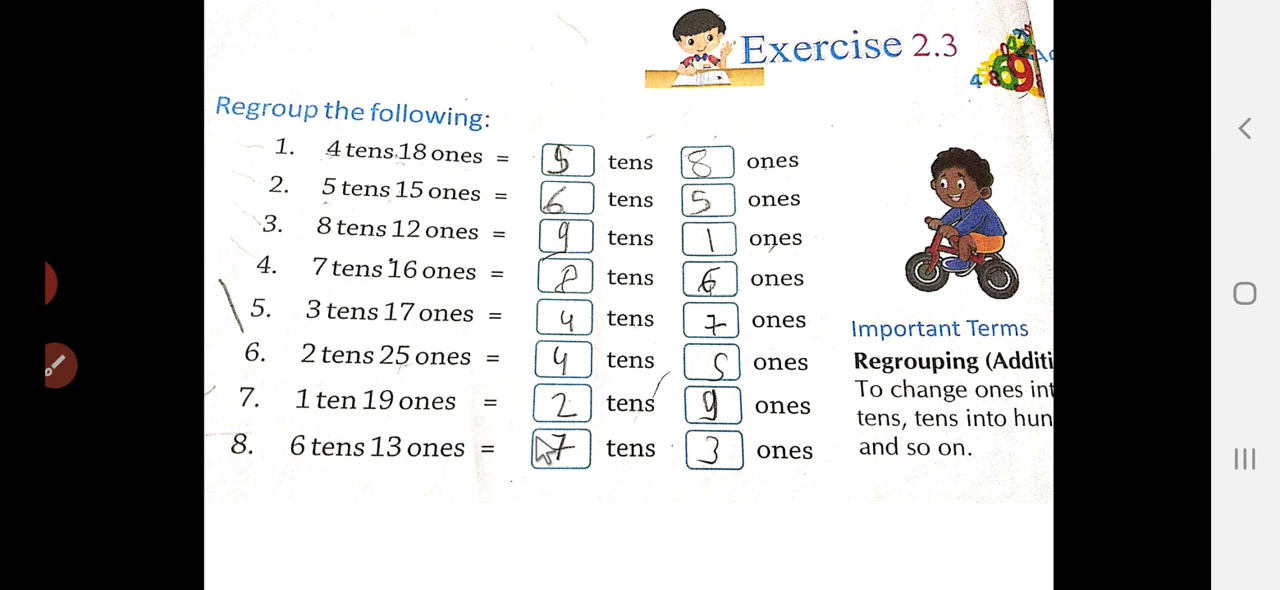 Exercise 2.3
Regroup the following:
1. 4 tens 18 ones = 5 tens 8 ones
2. 5 tens 15 ones = 6 tens 5 ones
3. 8 tens 12 ones = 9 tens 1 ones
4. 7 tens 16 ones = 8 tens 6 ones
5. 3 tens 17 ones = 4 tens 7 ones
6. 2 tens 25 ones = 4 tens 5 ones
7. 1 ten 19 ones = 2 tens 9 ones
8. 6 tens 13 ones = 7 tens 3 ones
Important Terms
Regrouping (Additi
To change ones int
tens, tens into hun
and so on.